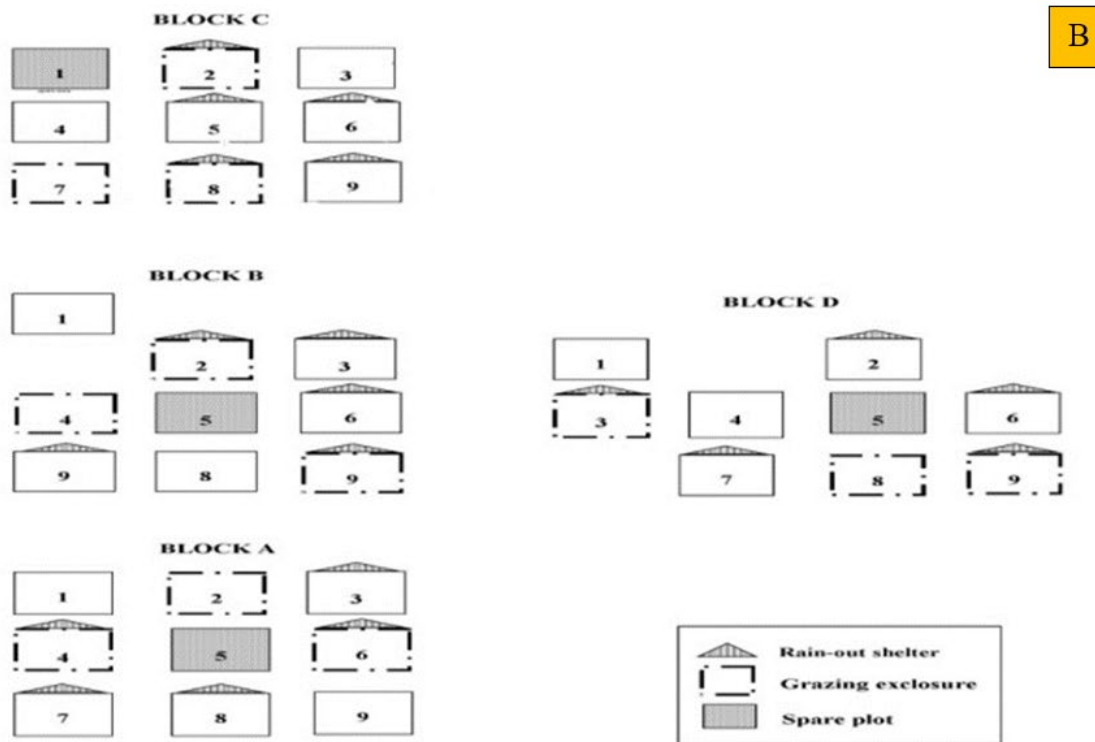 B
BLOCK C
1 2 3
4 5 6
7 8 9
BLOCK B
1
2 3
4 5 6
9 8 9
BLOCK D
1 2
3 4 5 6
7 8 9
BLOCK A
1 2 3
4 5 6
7 8 9
Rain-out shelter
Grazing exclosure
Spare plot